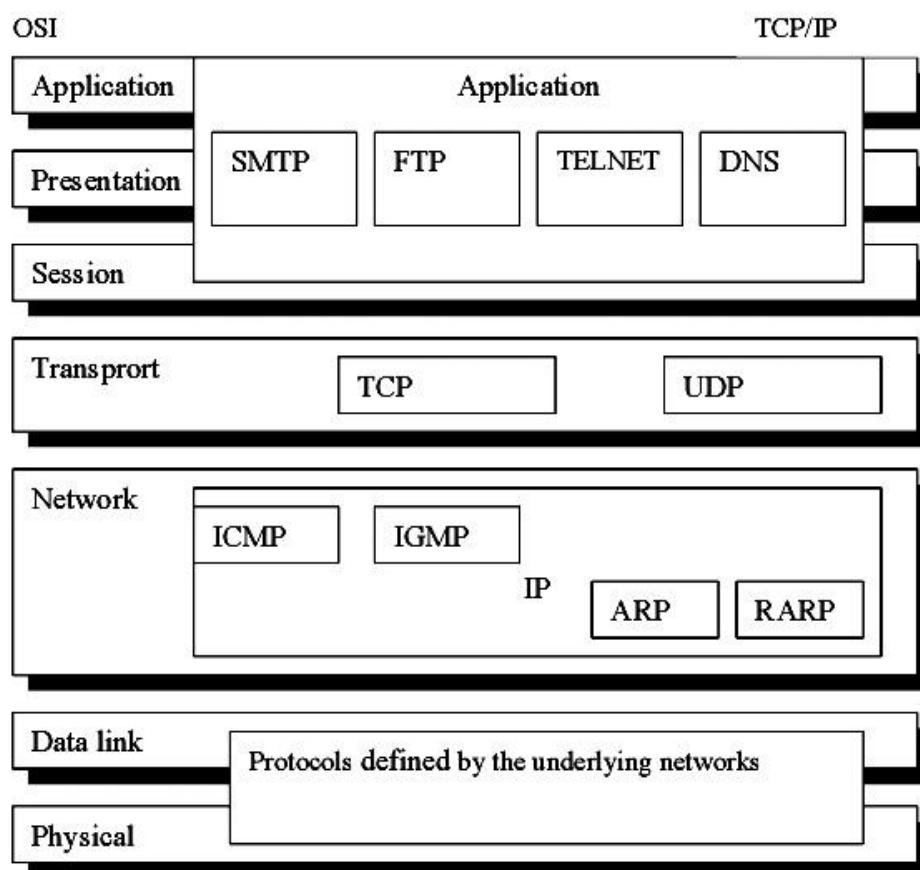 OSI TCP/IP
Application Application
SMTP FTP TELNET DNS
Presentation
Session
Transprort
TCP UDP
Network
ICMP IGMP
IP
ARP RARP
Data link
Protocols defined by the underlying networks
Physical